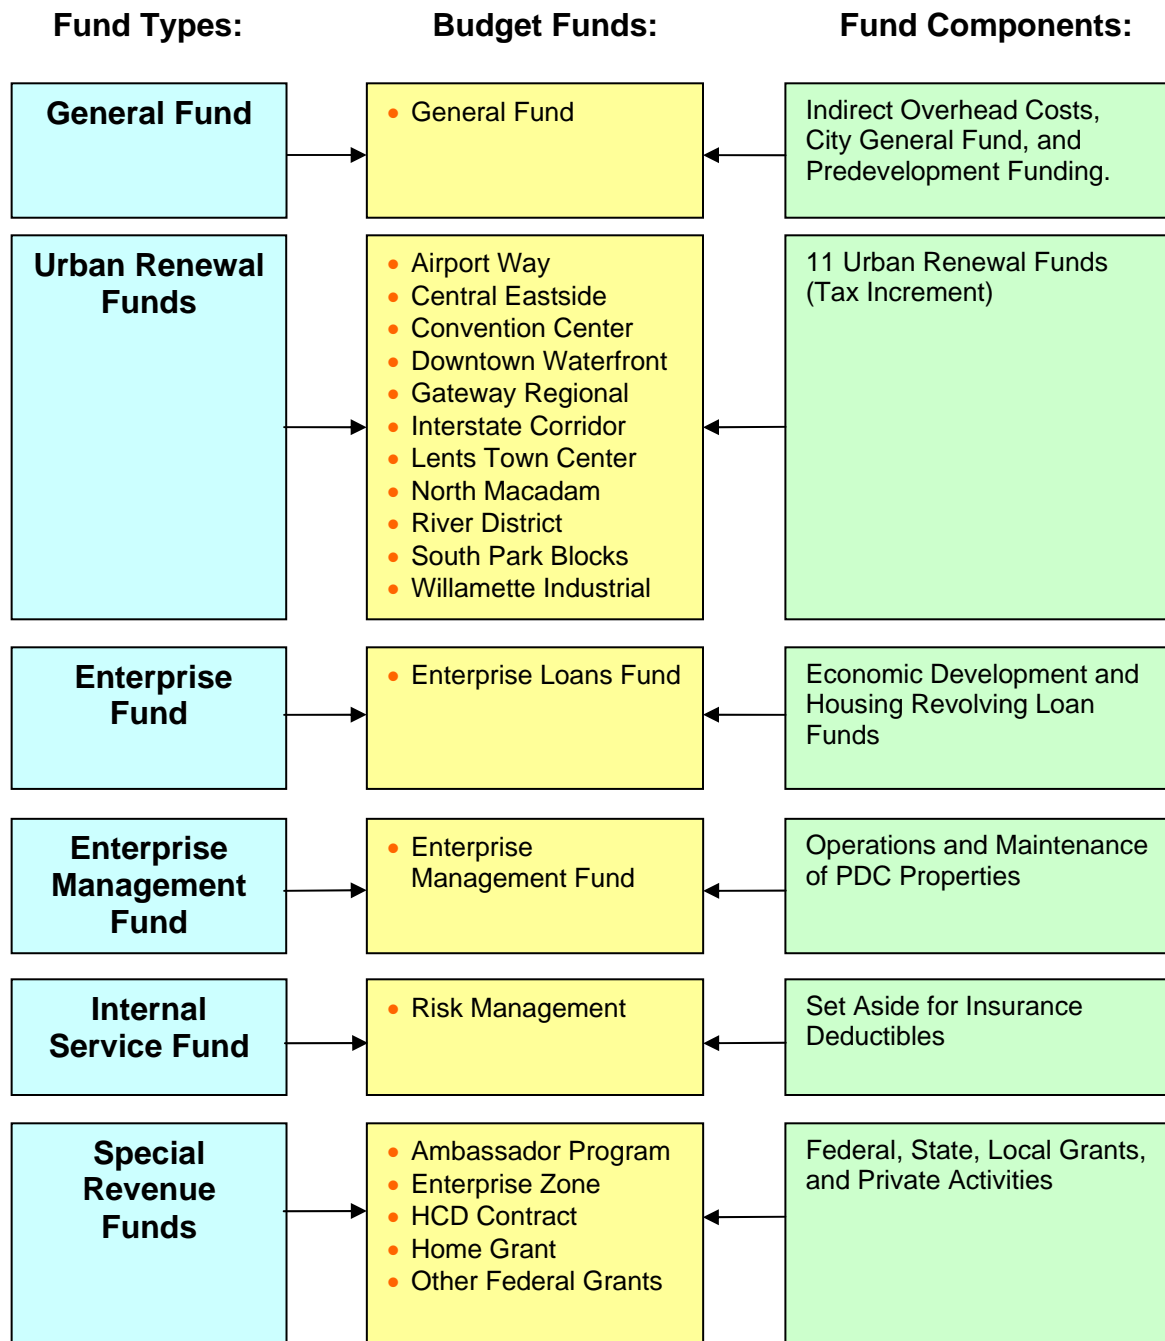 Fund Types:
Budget Funds:
Fund Components:
General Fund
• General Fund
Indirect Overhead Costs,
City General Fund, and
Predevelopment Funding.
Urban Renewal
Funds
• Airport Way
• Central Eastside
• Convention Center
• Downtown Waterfront
• Gateway Regional
• Interstate Corridor
• Lents Town Center
• North Macadam
• River District
• South Park Blocks
• Willamette Industrial
11 Urban Renewal Funds
(Tax Increment)
Enterprise
Fund
• Enterprise Loans Fund
Economic Development and
Housing Revolving Loan
Funds
Enterprise
Management
Fund
• Enterprise
Management Fund
Operations and Maintenance
of PDC Properties
Internal
Service Fund
• Risk Management
Set Aside for Insurance
Deductibles
Special
Revenue
Funds
• Ambassador Program
• Enterprise Zone
• HCD Contract
• Home Grant
• Other Federal Grants
Federal, State, Local Grants,
and Private Activities